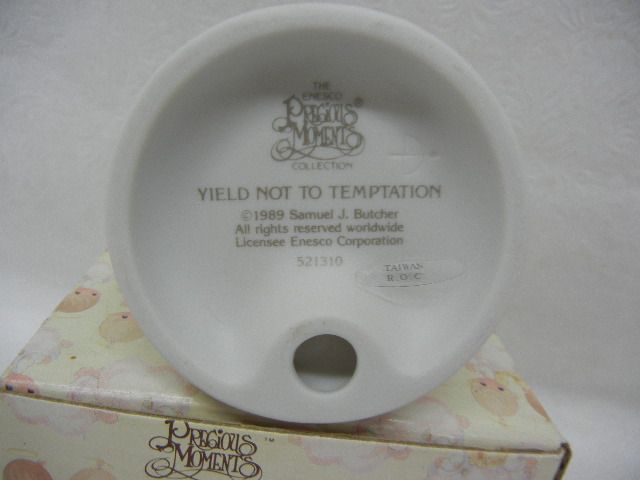 THE
ENESCO
PRECIOUS®
MOMENTS
COLLECTION
YIELD NOT TO TEMPTATION
©1989 Samuel J. Butcher
All rights reserved worldwide
Licensee Enesco Corporation
521310
TAIWAN
R.O.C
PRECIOUS™
MOMENTS